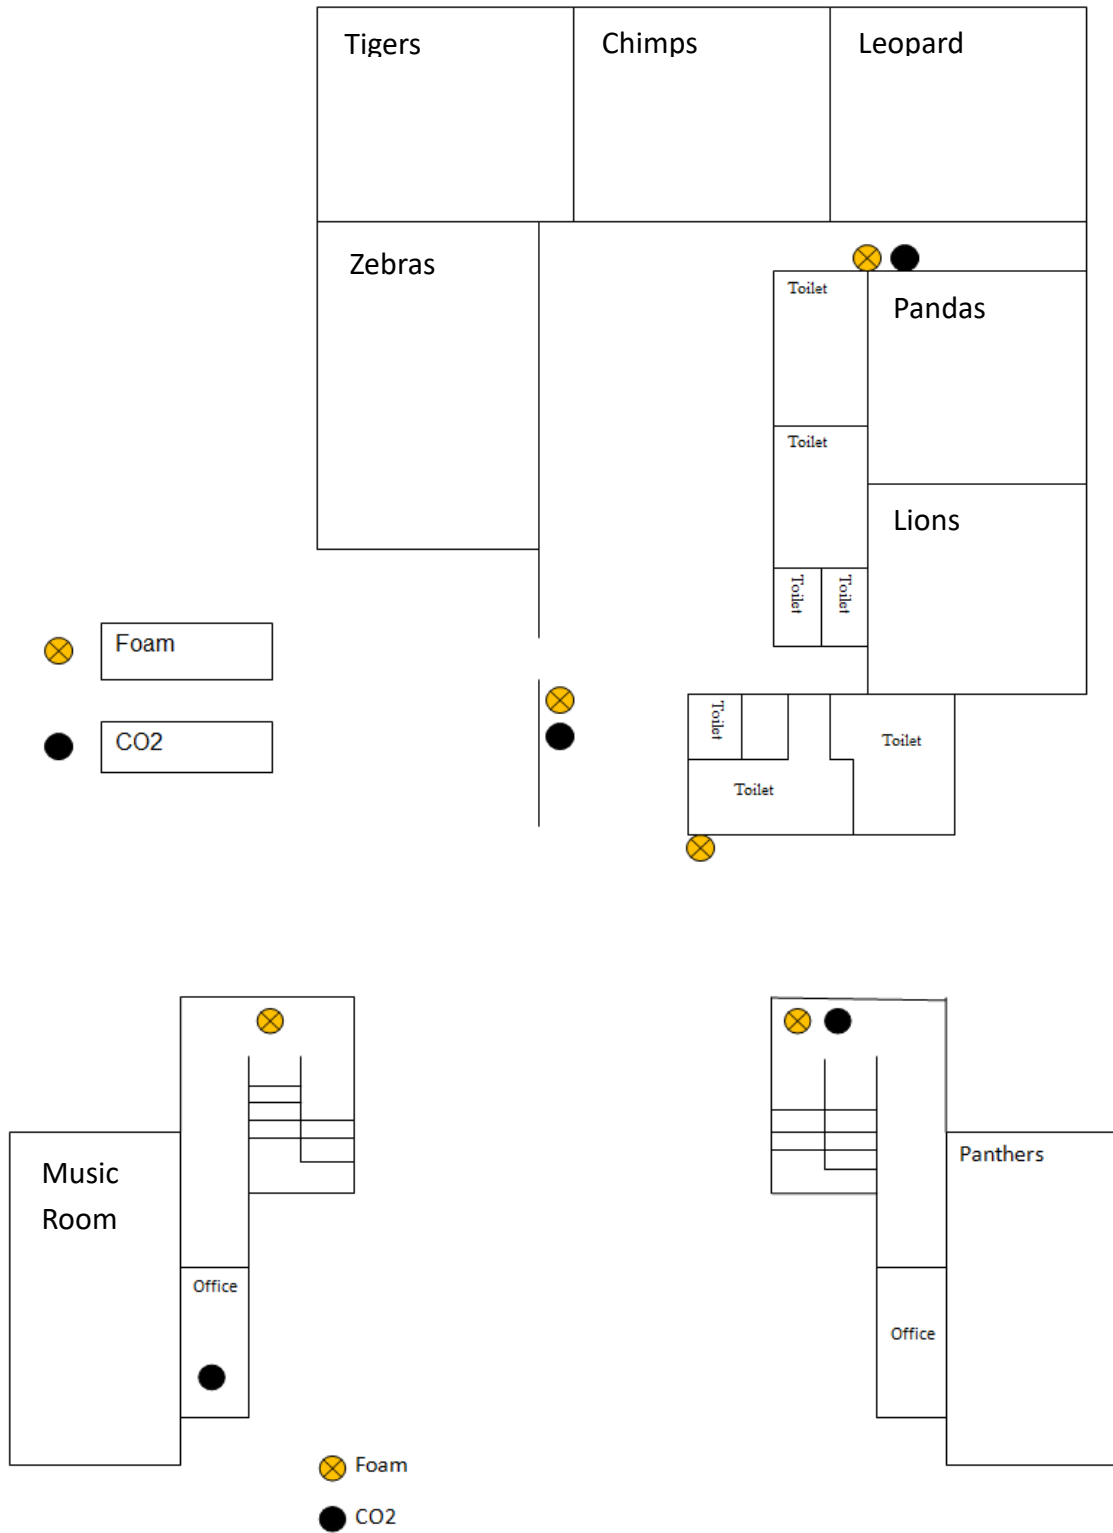 Tigers
Chimps
Leopard
Zebras
Toilet
Pandas
Toilet
Lions
Toilet
Toilet
Foam
CO2
Toilet
Toilet
Toilet
Music
Room
Panthers
Office
Office
Foam
CO2